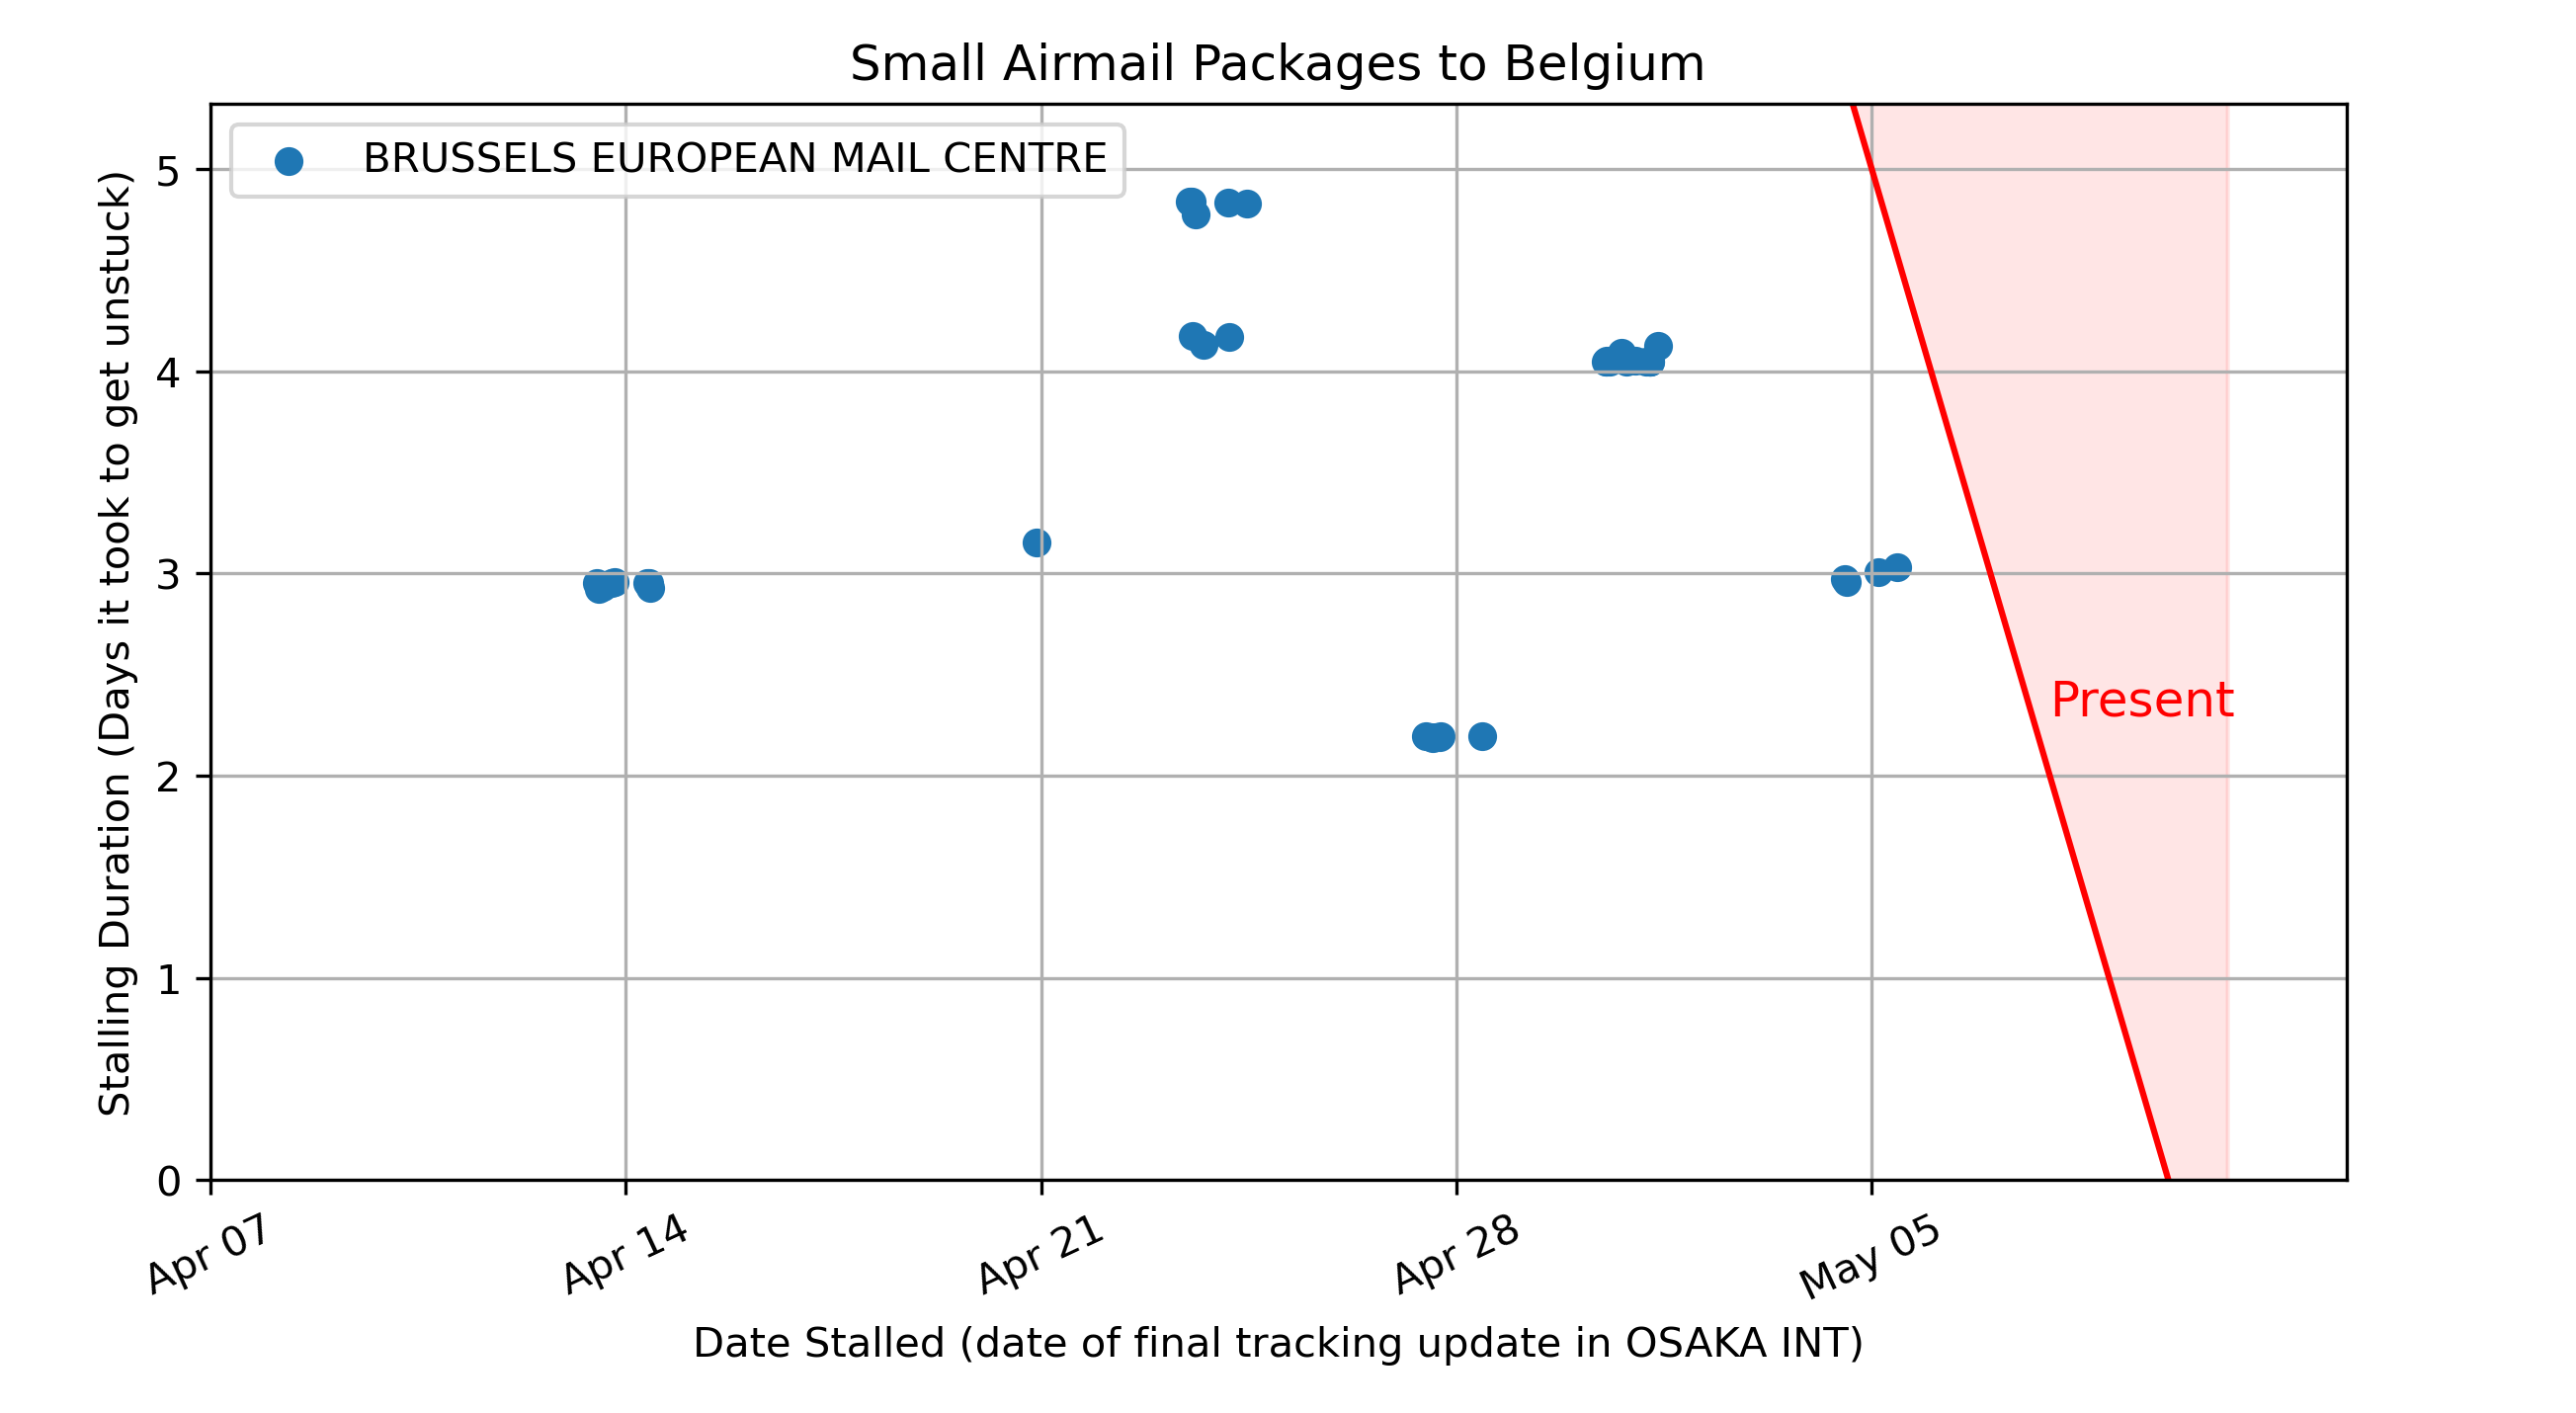 Small Airmail Packages to Belgium
BRUSSELS EUROPEAN MAIL CENTRE
Stalling Duration (Days it took to get unstuck)
5
4
3
2
1
0
Present
Apr 07
Apr 14
Apr 21
Apr 28
May 05
Date Stalled (date of final tracking update in OSAKA INT)